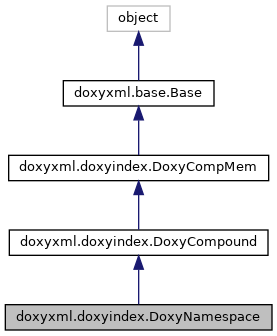 object
doxyxml.base.Base
doxyxml.doxyindex.DoxyCompMem
doxyxml.doxyindex.DoxyCompound
doxyxml.doxyindex.DoxyNamespace